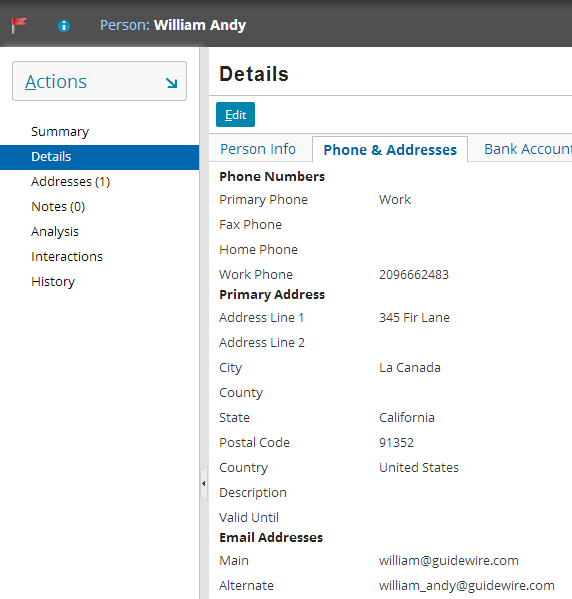 Person: William Andy
Actions
Summary
Details
Addresses (1)
Notes (0)
Analysis
Interactions
History
Details
Edit
Person Info Phone & Addresses Bank Account
Phone Numbers
Primary Phone Work
Fax Phone
Home Phone
Work Phone 2096662483
Primary Address
Address Line 1 345 Fir Lane
Address Line 2
City La Canada
County
State California
Postal Code 91352
Country United States
Description
Valid Until
Email Addresses
Main william@guidewire.com
Alternate william_andy@guidewire.com